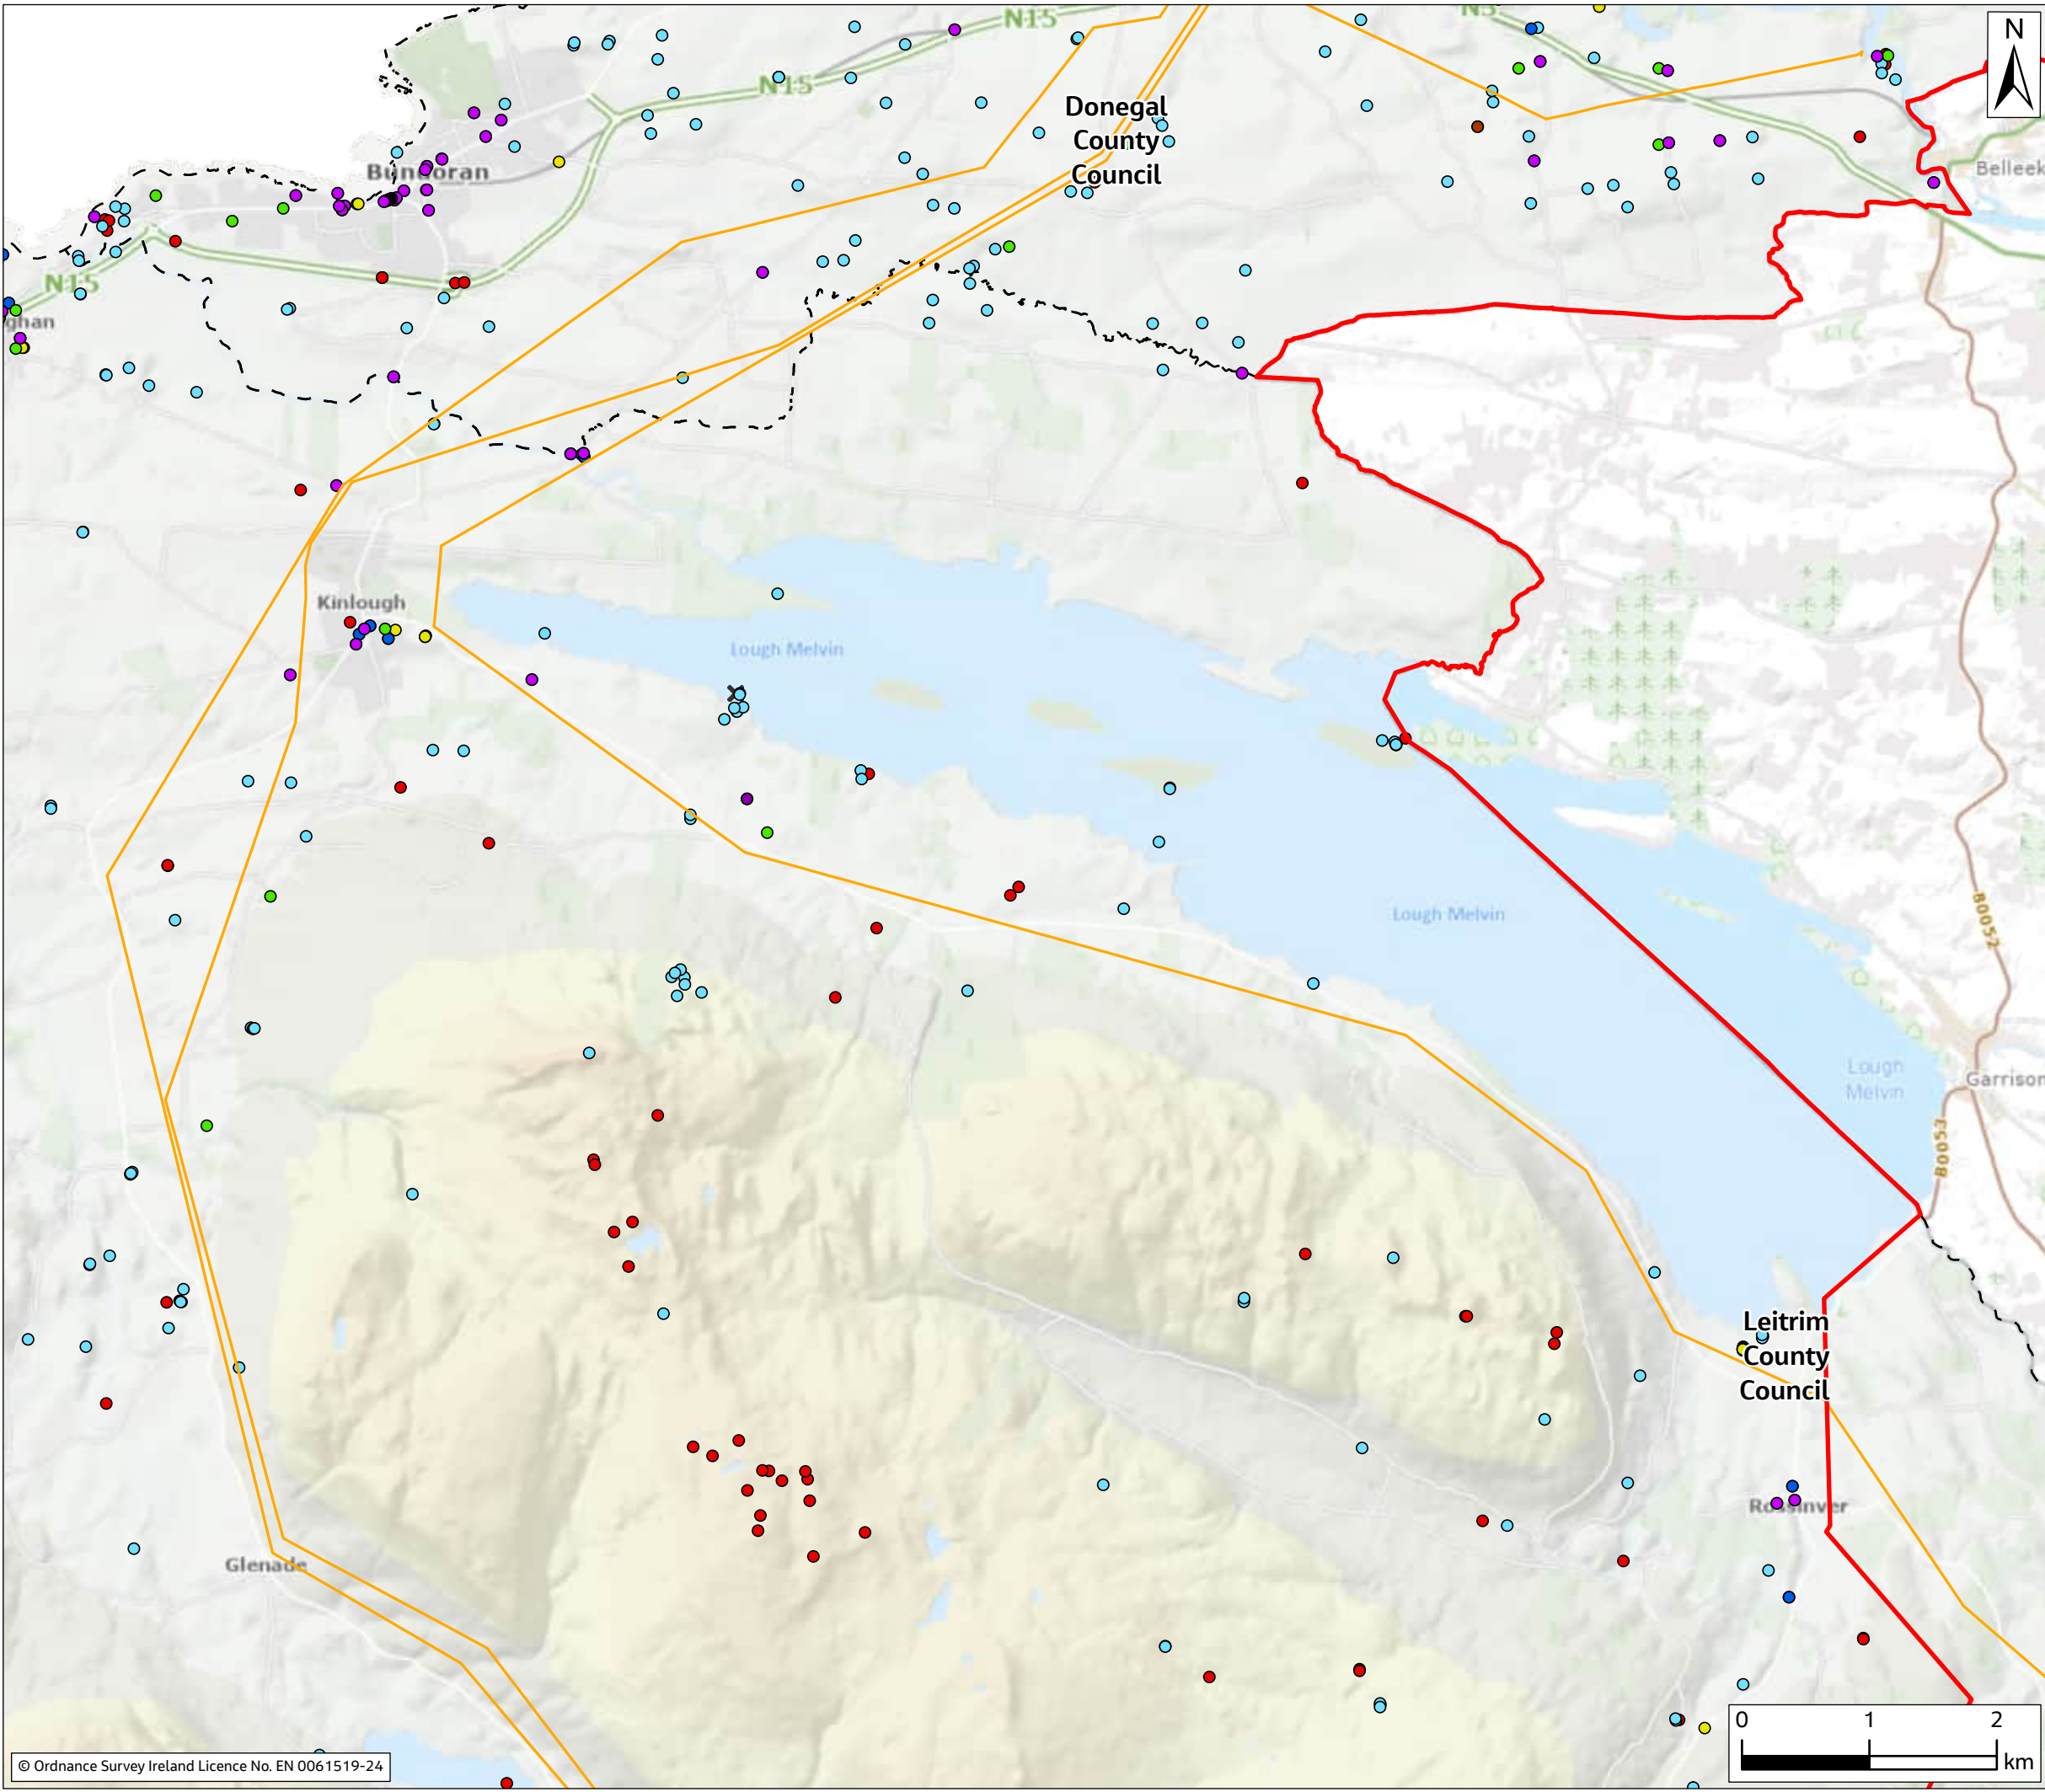 N15
N3
N
Donegal
County
Council
N15
Bundoran
Belleek
N15
ghan
Kinlough
Lough Melvin
Lough Melvin
B0052
Lough
Melvin
Garrison
B0053
Leitrim
County
Council
Rossinver
Glenade
0 1 2
km
© Ordnance Survey Ireland Licence No. EN 0061519-24